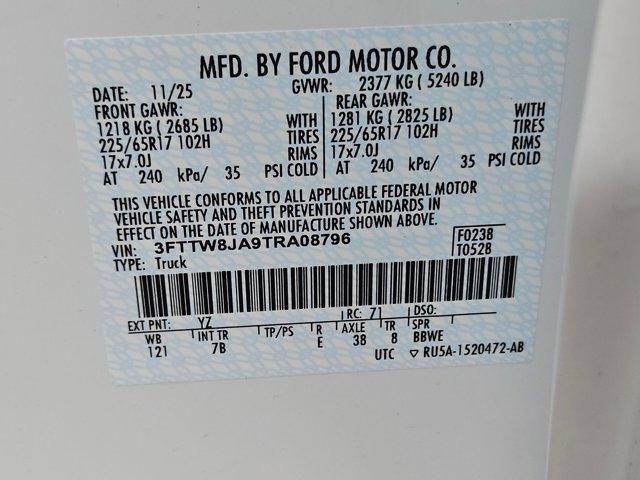 MFD. BY FORD MOTOR CO.
DATE: 11/25 GVWR: 2377 KG ( 5240 LB)
FRONT GAWR: REAR GAWR:
1218 KG ( 2685 LB) WITH 1281 KG ( 2825 LB) WITH
225/65R17 102H TIRES 225/65R17 102H TIRES
17x7.0J RIMS 17x7.0J RIMS
AT 240 kPa/ 35 PSI COLD AT 240 kPa/ 35 PSI COLD
THIS VEHICLE CONFORMS TO ALL APPLICABLE FEDERAL MOTOR
VEHICLE SAFETY AND THEFT PREVENTION STANDARDS IN
EFFECT ON THE DATE OF MANUFACTURE SHOWN ABOVE.
VIN: 3FTTW8JA9TRA08796 F0238
TYPE: Truck T0528
EXT PNT: YZ RC: 71 DSO:
WB INT TR TP/PS R AXLE TR SPR
121 7B E 38 8 BBWE
UTC ▽ RU5A-1520472-AB